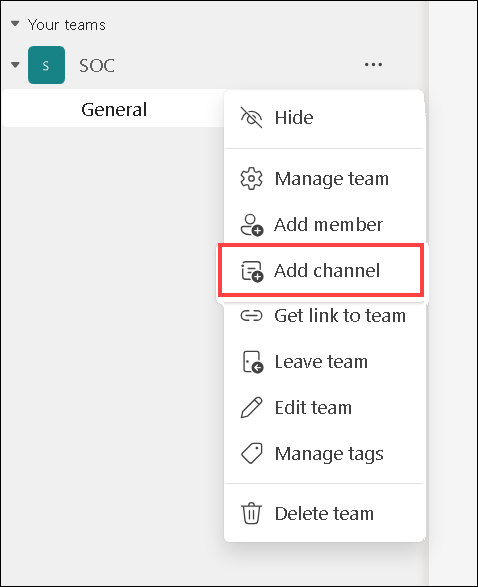 Your teams
S
SOC
General
Hide
Manage team
Add member
Add channel
Get link to team
Leave team
Edit team
Manage tags
Delete team